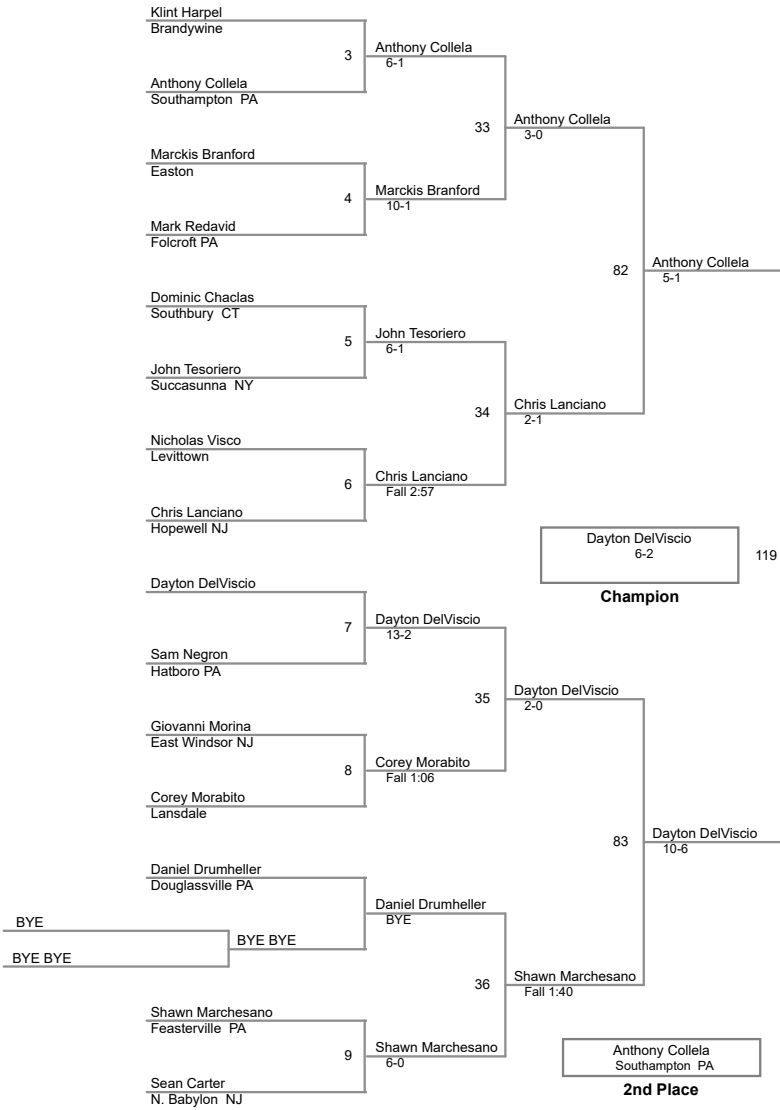 Klint Harpel
Brandywine
3
Anthony Collela
6-1
Anthony Collela
Southampton PA
33
Anthony Collela
3-0
Marckis Branford
Easton
4
Marckis Branford
10-1
Mark Redavid
Folcroft PA
82
Anthony Collela
5-1
Dominic Chaclas
Southbury CT
5
John Tesoriero
6-1
John Tesoriero
Succasunna NY
34
Chris Lanciano
2-1
Nicholas Visco
Levittown
6
Chris Lanciano
Fall 2:57
Chris Lanciano
Hopewell NJ
Dayton DelViscio
6-2
119
Champion
Dayton DelViscio
7
Dayton DelViscio
13-2
Sam Negron
Hatboro PA
35
Dayton DelViscio
2-0
Giovanni Morina
East Windsor NJ
8
Corey Morabito
Fall 1:06
Corey Morabito
Lansdale
83
Dayton DelViscio
10-6
Daniel Drumheller
Douglassville PA
Daniel Drumheller
BYE
BYE
BYE BYE
BYE BYE
36
Shawn Marchesano
Fall 1:40
Shawn Marchesano
Feasterville PA
9
Shawn Marchesano
6-0
Sean Carter
N. Babylon NJ
Anthony Collela
Southampton PA
2nd Place